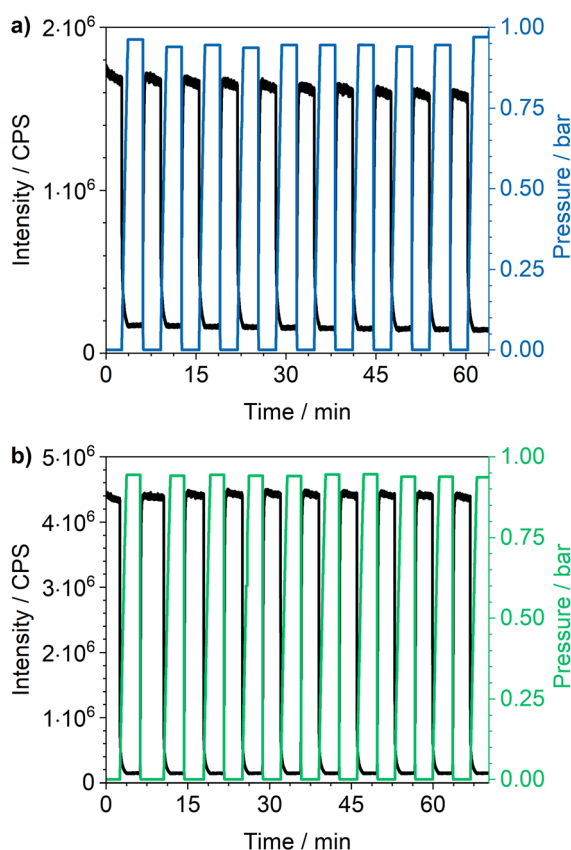 a)
2·10⁶
1·10⁶
0
Intensity / CPS
1.00
0.75
0.50
0.25
0.00
Pressure / bar
0 15 30 45 60
Time / min
b)
5·10⁶
4·10⁶
3·10⁶
2·10⁶
1·10⁶
0
Intensity / CPS
1.00
0.75
0.50
0.25
0.00
Pressure / bar
0 15 30 45 60
Time / min